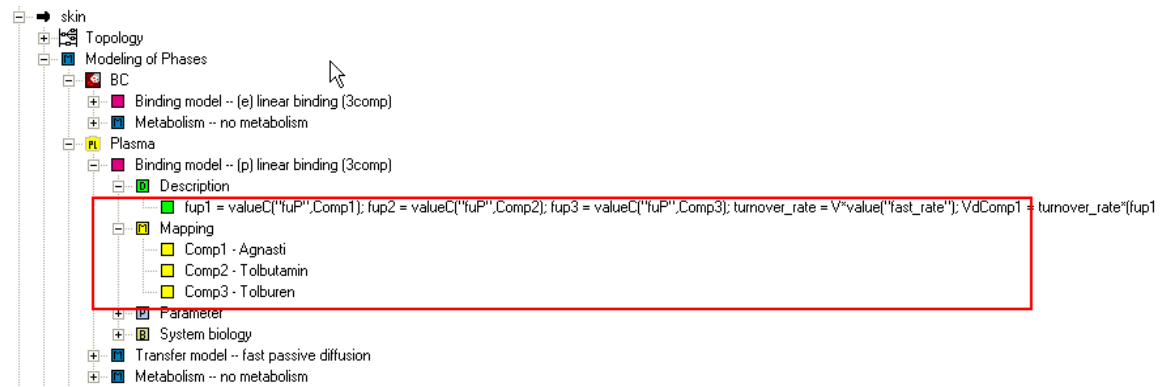 skin
Topology
M Modeling of Phases
BC
Binding model -- (e) linear binding (3comp)
M Metabolism -- no metabolism
PL Plasma
Binding model -- (p) linear binding (3comp)
D Description
fup1 = valueC("fuP",Comp1); fup2 = valueC("fuP",Comp2); fup3 = valueC("fuP",Comp3); turnover_rate = V*value("fast_rate"); VdComp1 = turnover_rate*(fup1
M Mapping
Comp1 - Agnasti
Comp2 - Tolbutamin
Comp3 - Tolburen
P Parameter
B System biology
M Transfer model -- fast passive diffusion
M Metabolism -- no metabolism